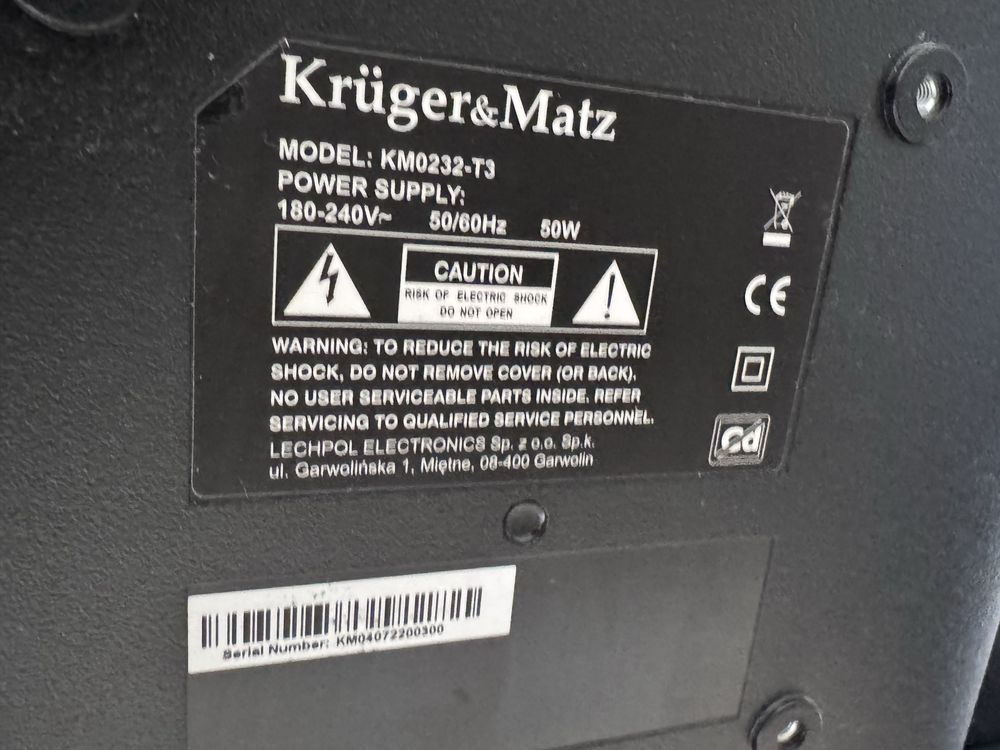 Krüger&Matz
MODEL: KM0232-T3
POWER SUPPLY:
180-240V~ 50/60Hz 50W
CAUTION
RISK OF ELECTRIC SHOCK
DO NOT OPEN
WARNING: TO REDUCE THE RISK OF ELECTRIC
SHOCK, DO NOT REMOVE COVER (OR BACK).
NO USER SERVICEABLE PARTS INSIDE. REFER
SERVICING TO QUALIFIED SERVICE PERSONNEL.
LECHPOL ELECTRONICS Sp. z o.o. Sp.k.
ul. Garwolińska 1, Miętne, 08-400 Garwolin
CE
Cd
Serial Number: KM04072200300